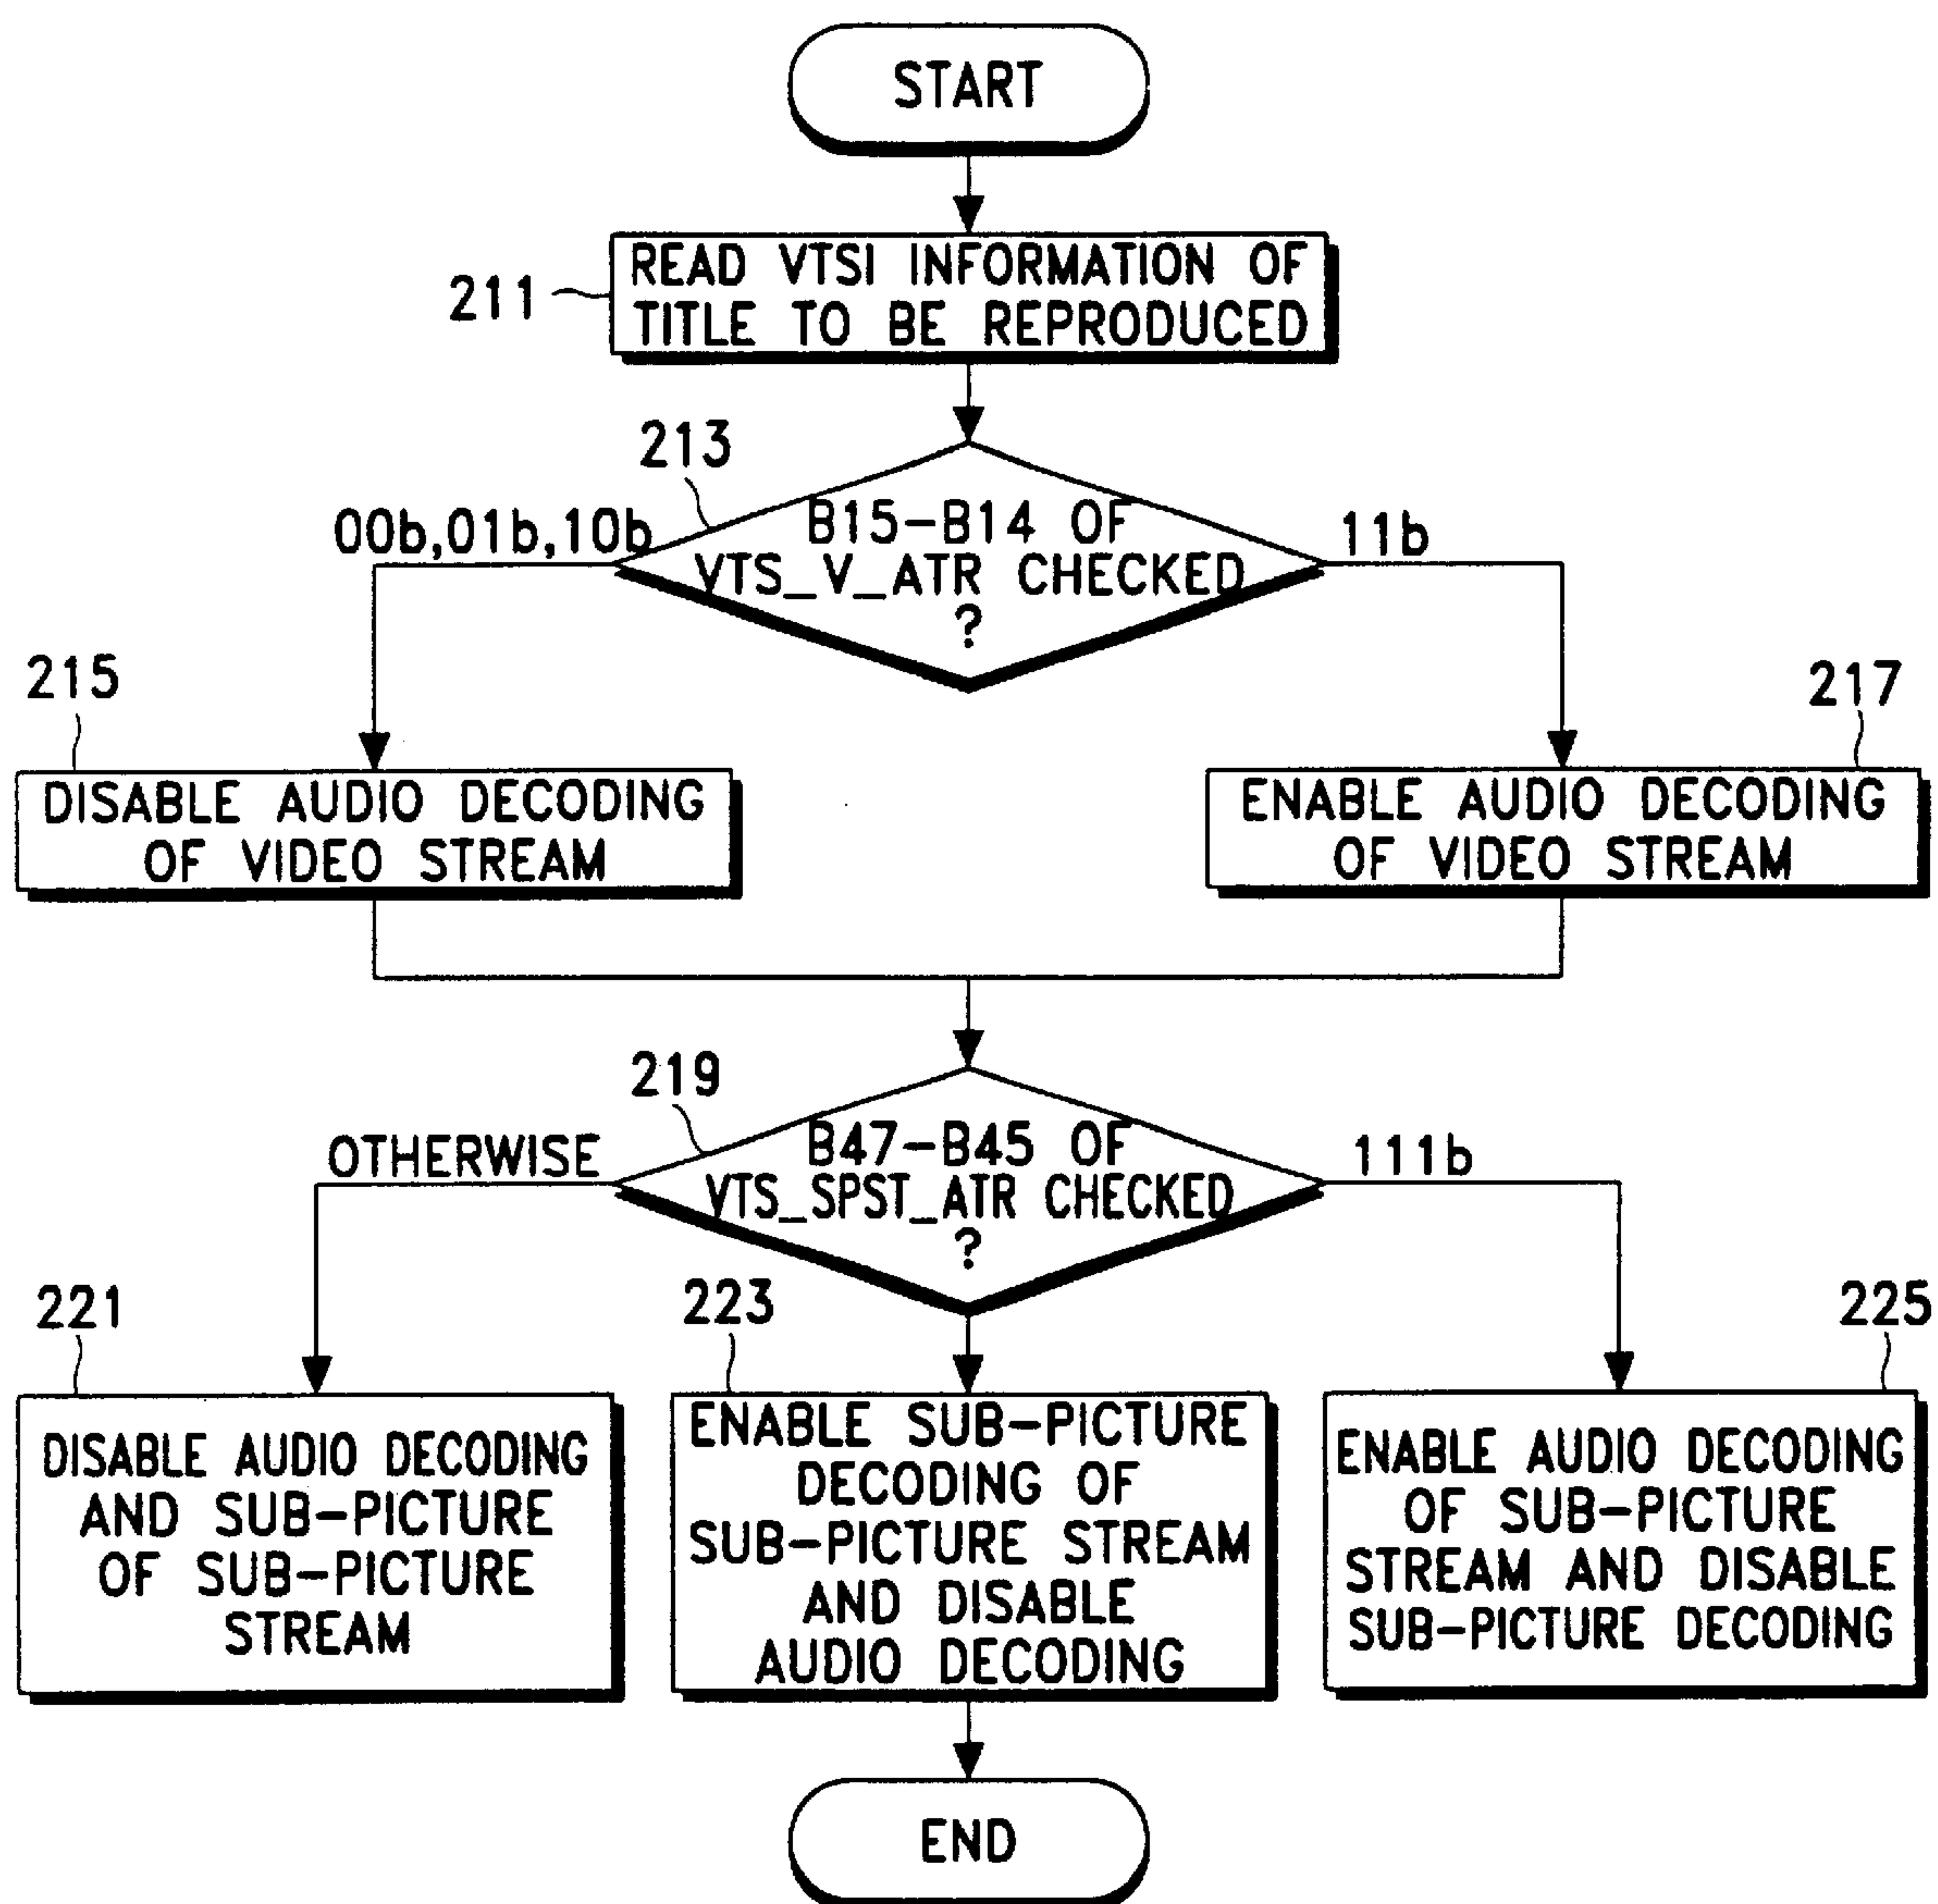 START
211
READ VTSI INFORMATION OF
TITLE TO BE REPRODUCED
213
00b,01b,10b
B15-B14 OF
VTS_V_ATR CHECKED
?
11b
215
217
DISABLE AUDIO DECODING
OF VIDEO STREAM
ENABLE AUDIO DECODING
OF VIDEO STREAM
219
OTHERWISE
B47-B45 OF
VTS_SPST_ATR CHECKED
?
111b
221
223
225
DISABLE AUDIO DECODING
AND SUB-PICTURE
OF SUB-PICTURE
STREAM
ENABLE SUB-PICTURE
DECODING OF
SUB-PICTURE STREAM
AND DISABLE
AUDIO DECODING
ENABLE AUDIO DECODING
OF SUB-PICTURE
STREAM AND DISABLE
SUB-PICTURE DECODING
END